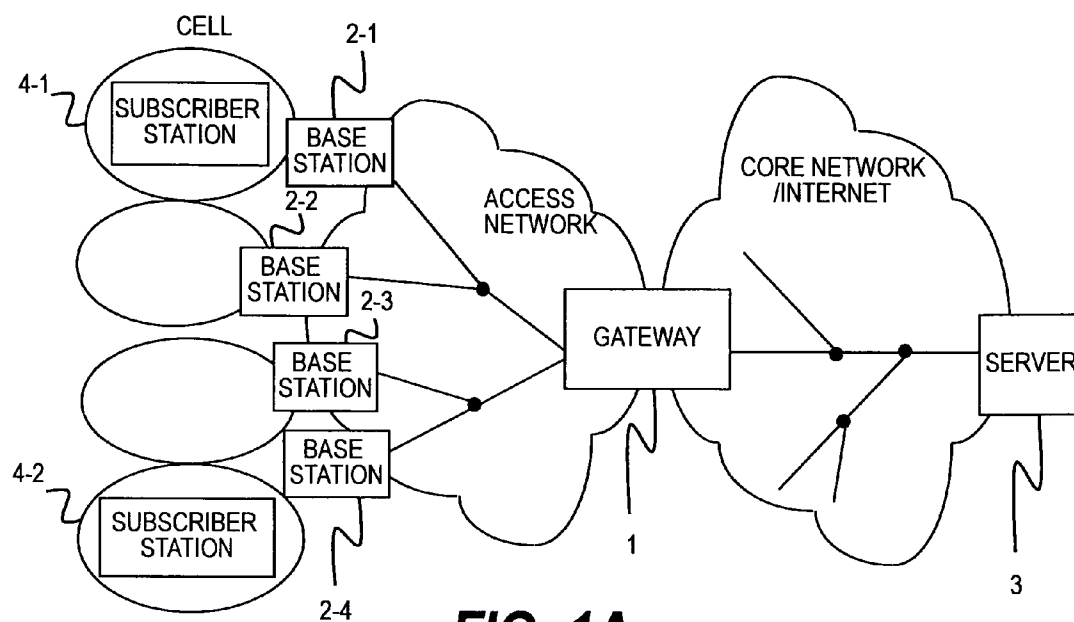 CELL
2-1
4-1
SUBSCRIBER
STATION
BASE
STATION
2-2
ACCESS
NETWORK
CORE NETWORK
/INTERNET
BASE
STATION
2-3
GATEWAY
BASE
STATION
SERVER
BASE
STATION
4-2
SUBSCRIBER
STATION
2-4
1
3
FIG. 1A